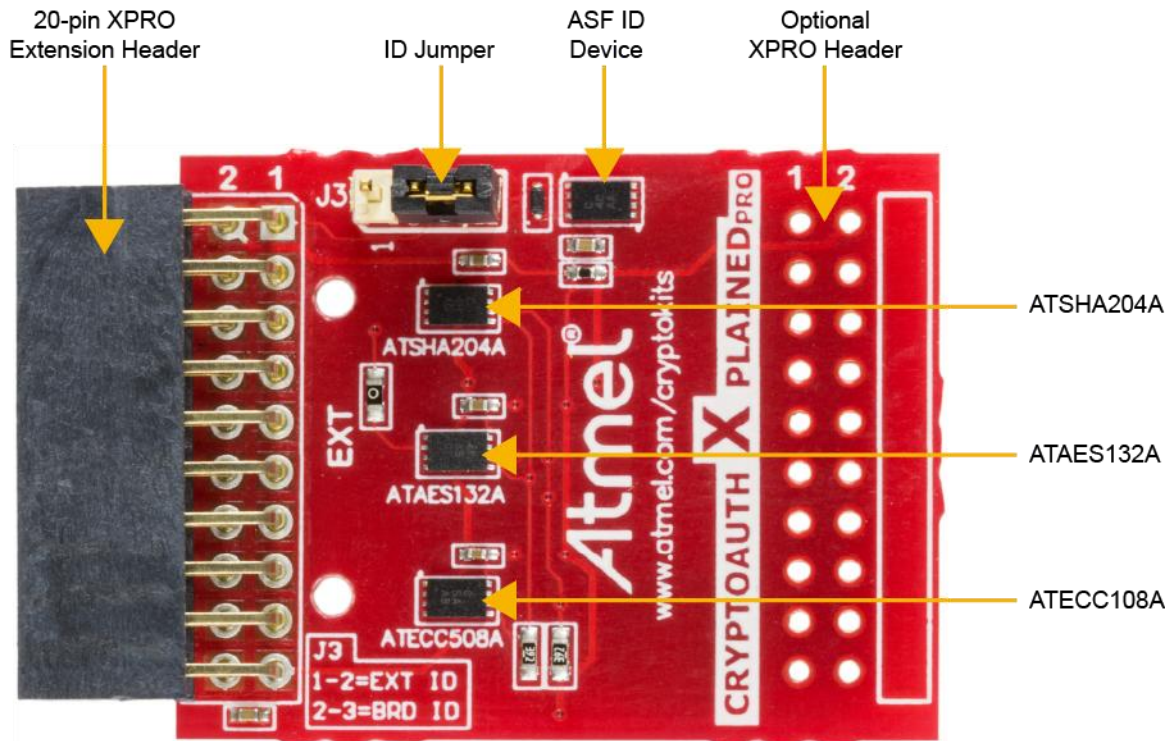 20-pin XPRO
Extension Header
ID Jumper
ASF ID
Device
Optional
XPRO Header
2 1
J3
1
1 2
ATSHA204A
ATSHA204A
EXT
ATAES132A
ATAES132A
ATECC508A
ATECC108A
J3
1-2=EXT ID
2-3=BRD ID
Atmel®
www.atmel.com/cryptokits
CRYPTOAUTH XPLAINED PRO